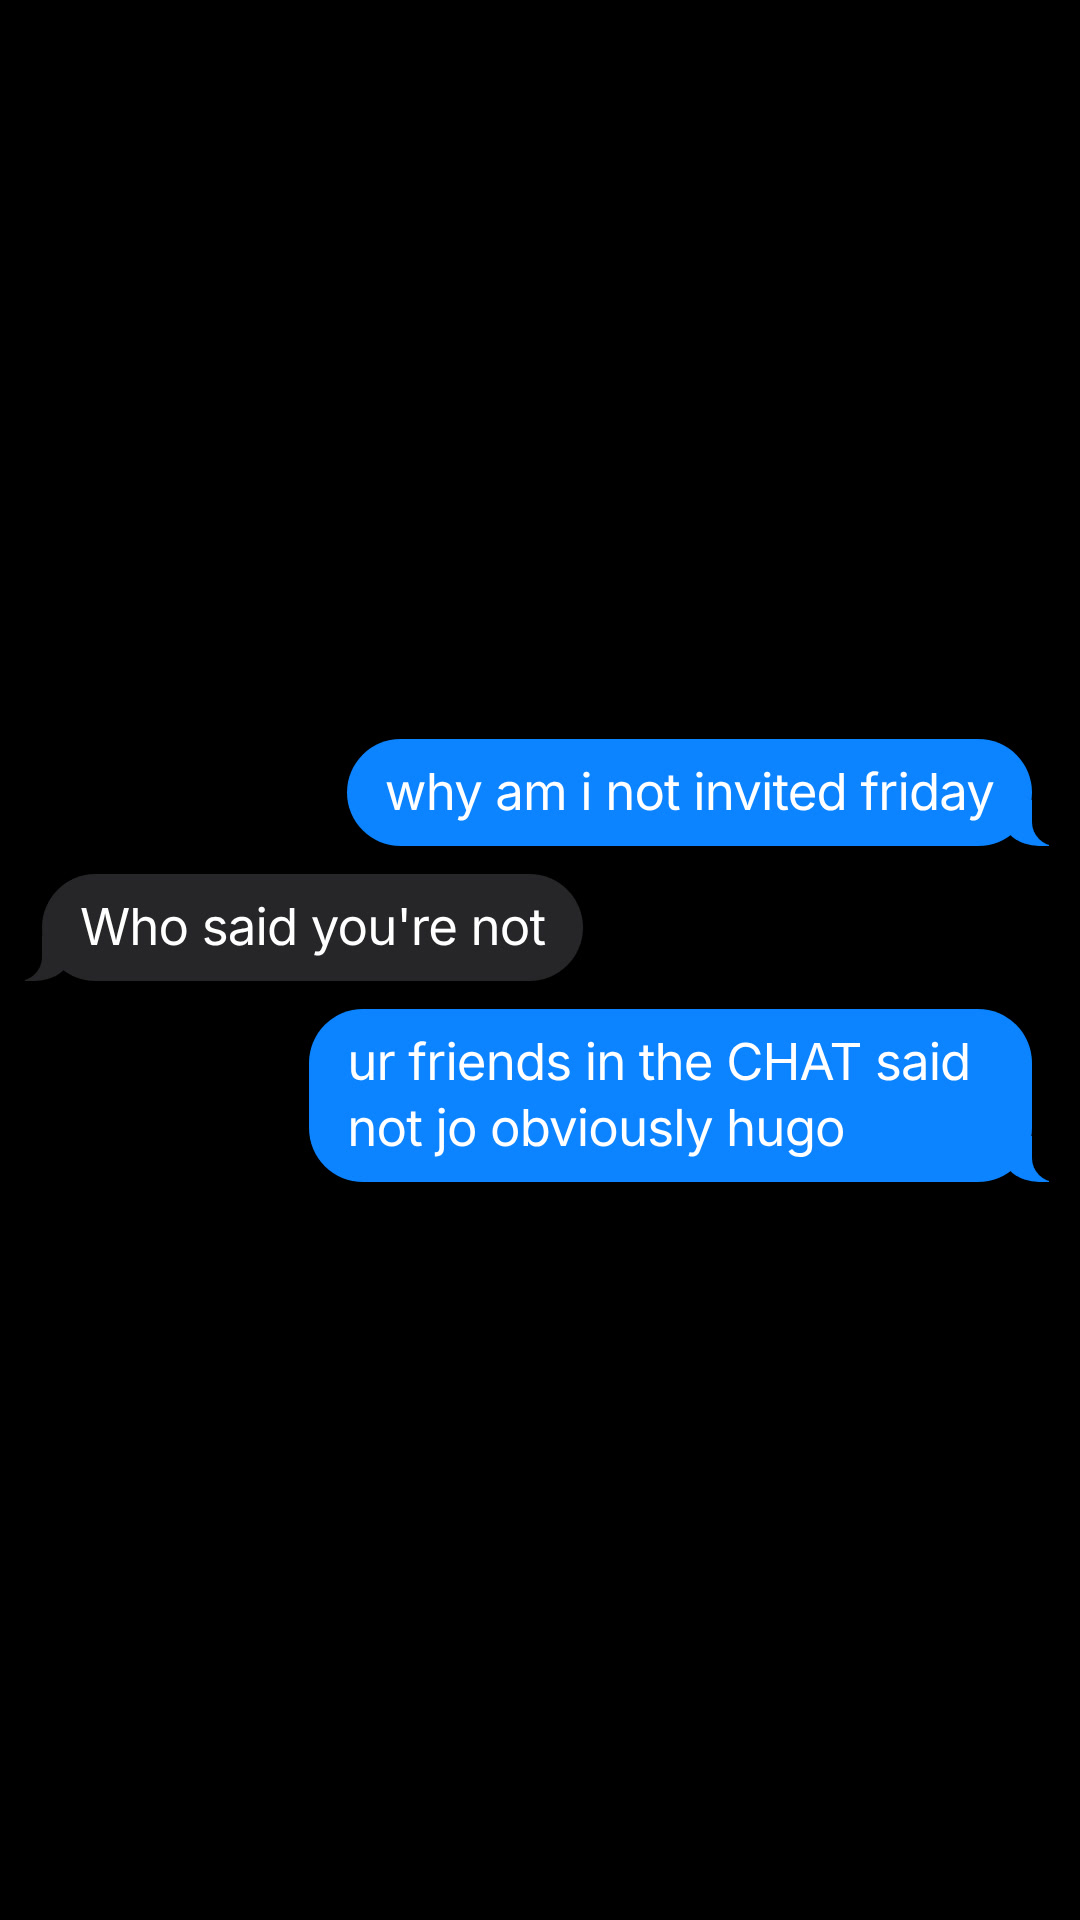 why am i not invited friday
Who said you're not
ur friends in the CHAT said
not jo obviously hugo